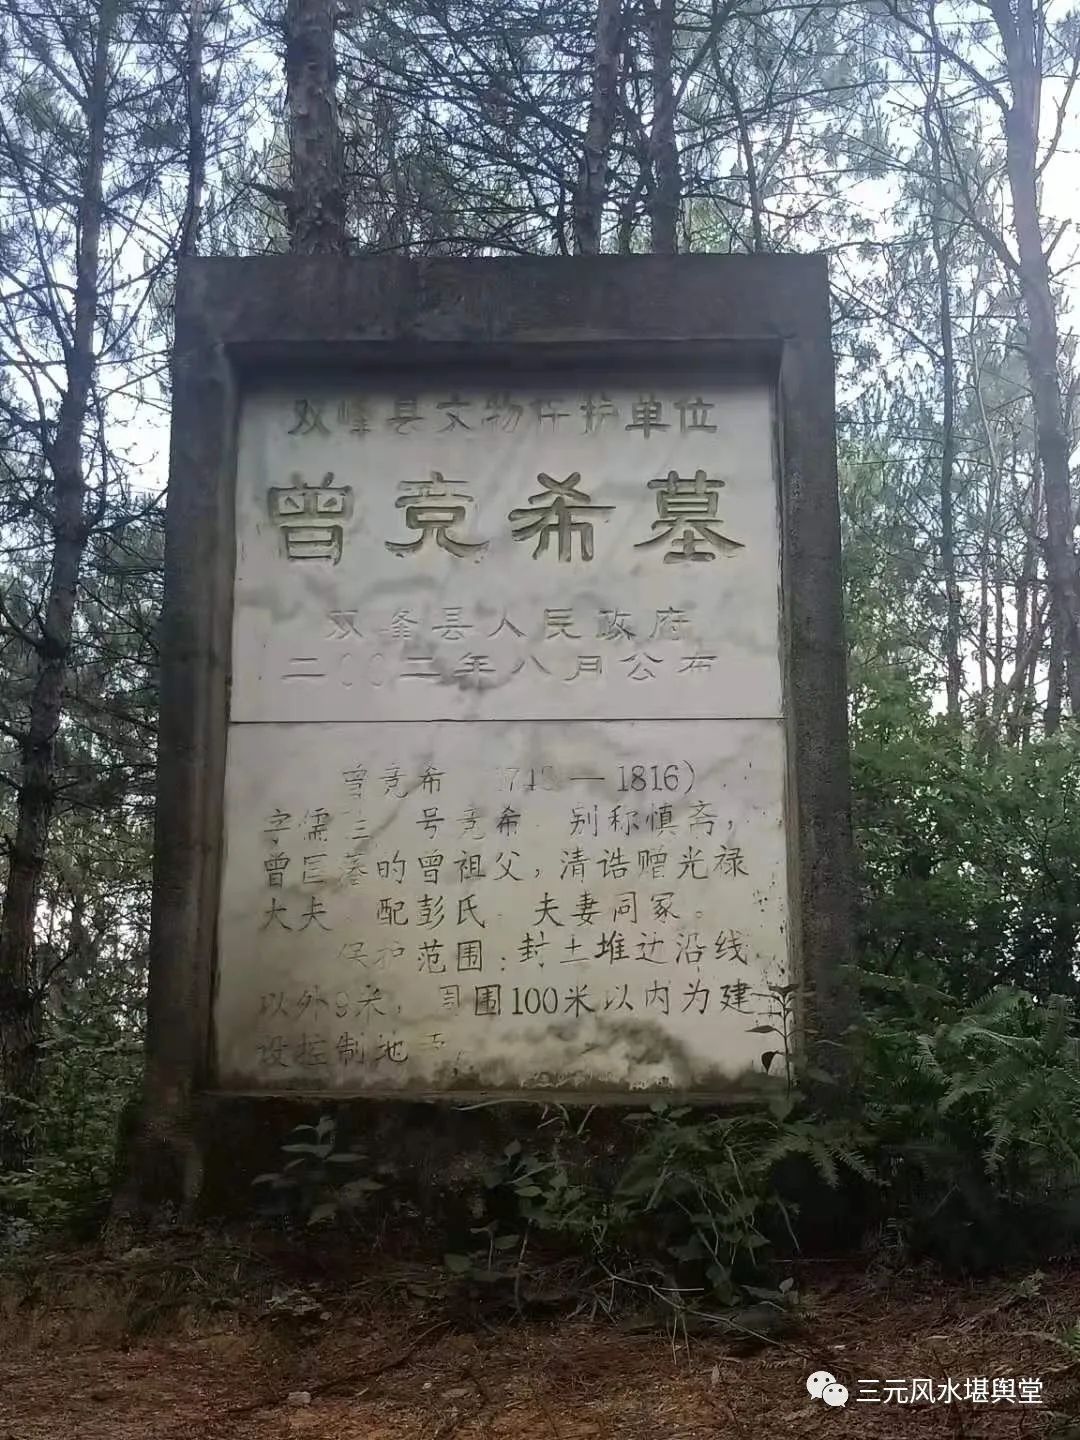 双峰县文物保护单位
曾竞希墓
双峰县人民政府
二00二年八月公布
曾竞希 (174 —1816)
字儒三 号竞希 别称慎斋，
曾国藩的曾祖父，清诰赠光禄
大夫 配彭氏 夫妻同冢。
保护范围：封土堆边沿线
以外9米，周围100米以内为建
设控制地
三元风水堪舆堂